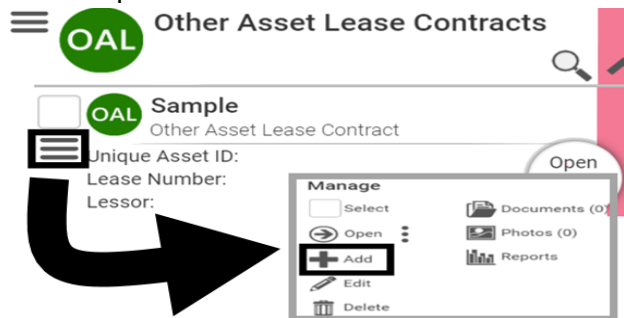 OAL Other Asset Lease Contracts
OAL Sample
Other Asset Lease Contract
Unique Asset ID:
Lease Number:
Lessor:
Open
Manage
Select
Open
Add
Edit
Delete
Documents (0)
Photos (0)
Reports